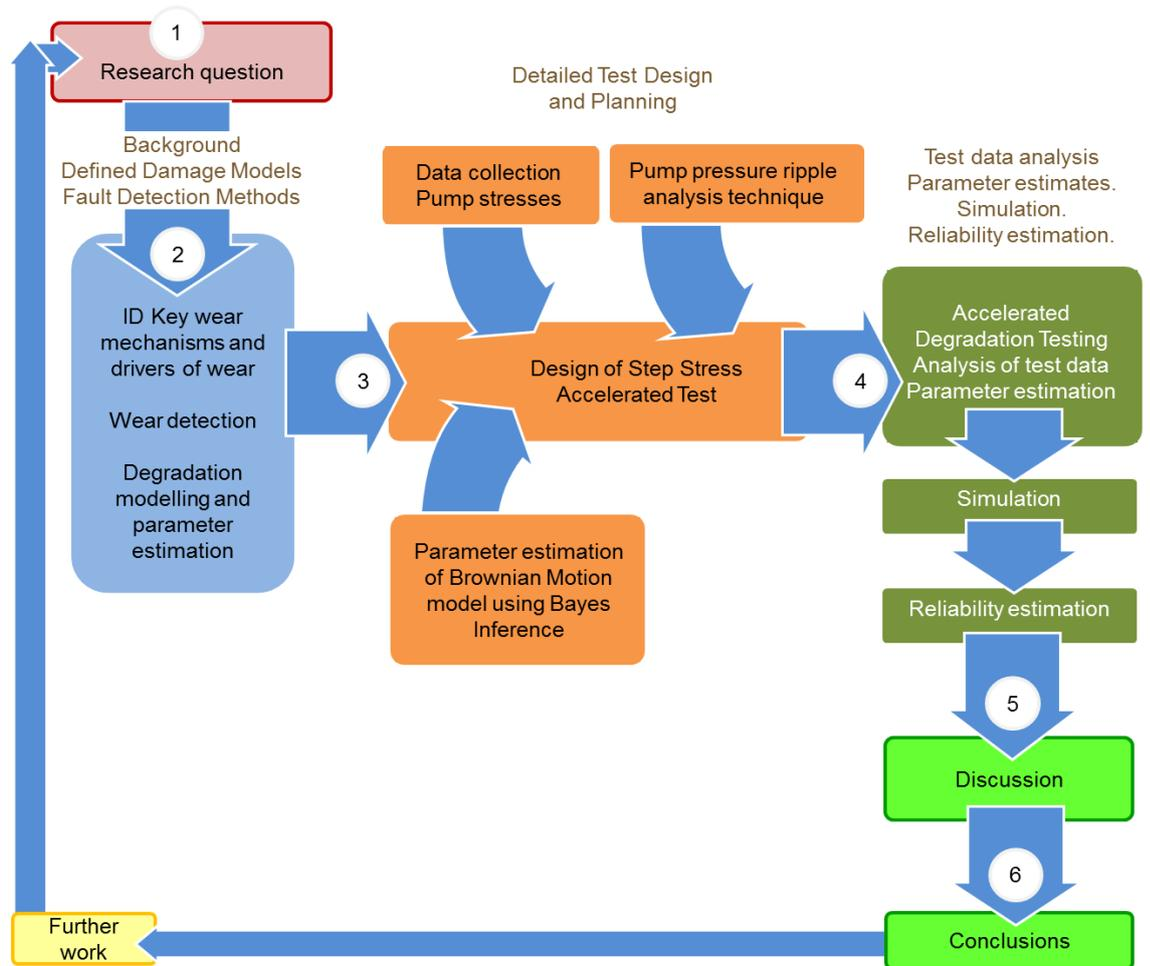 1
Research question
Background
Defined Damage Models
Fault Detection Methods
2
ID Key wear
mechanisms and
drivers of wear
Wear detection
Degradation
modelling and
parameter
estimation
3
Detailed Test Design
and Planning
Data collection
Pump stresses
Pump pressure ripple
analysis technique
Design of Step Stress
Accelerated Test
Parameter estimation
of Brownian Motion
model using Bayes
Inference
4
Test data analysis
Parameter estimates.
Simulation.
Reliability estimation.
Accelerated
Degradation Testing
Analysis of test data
Parameter estimation
Simulation
Reliability estimation
5
Discussion
6
Conclusions
Further
work